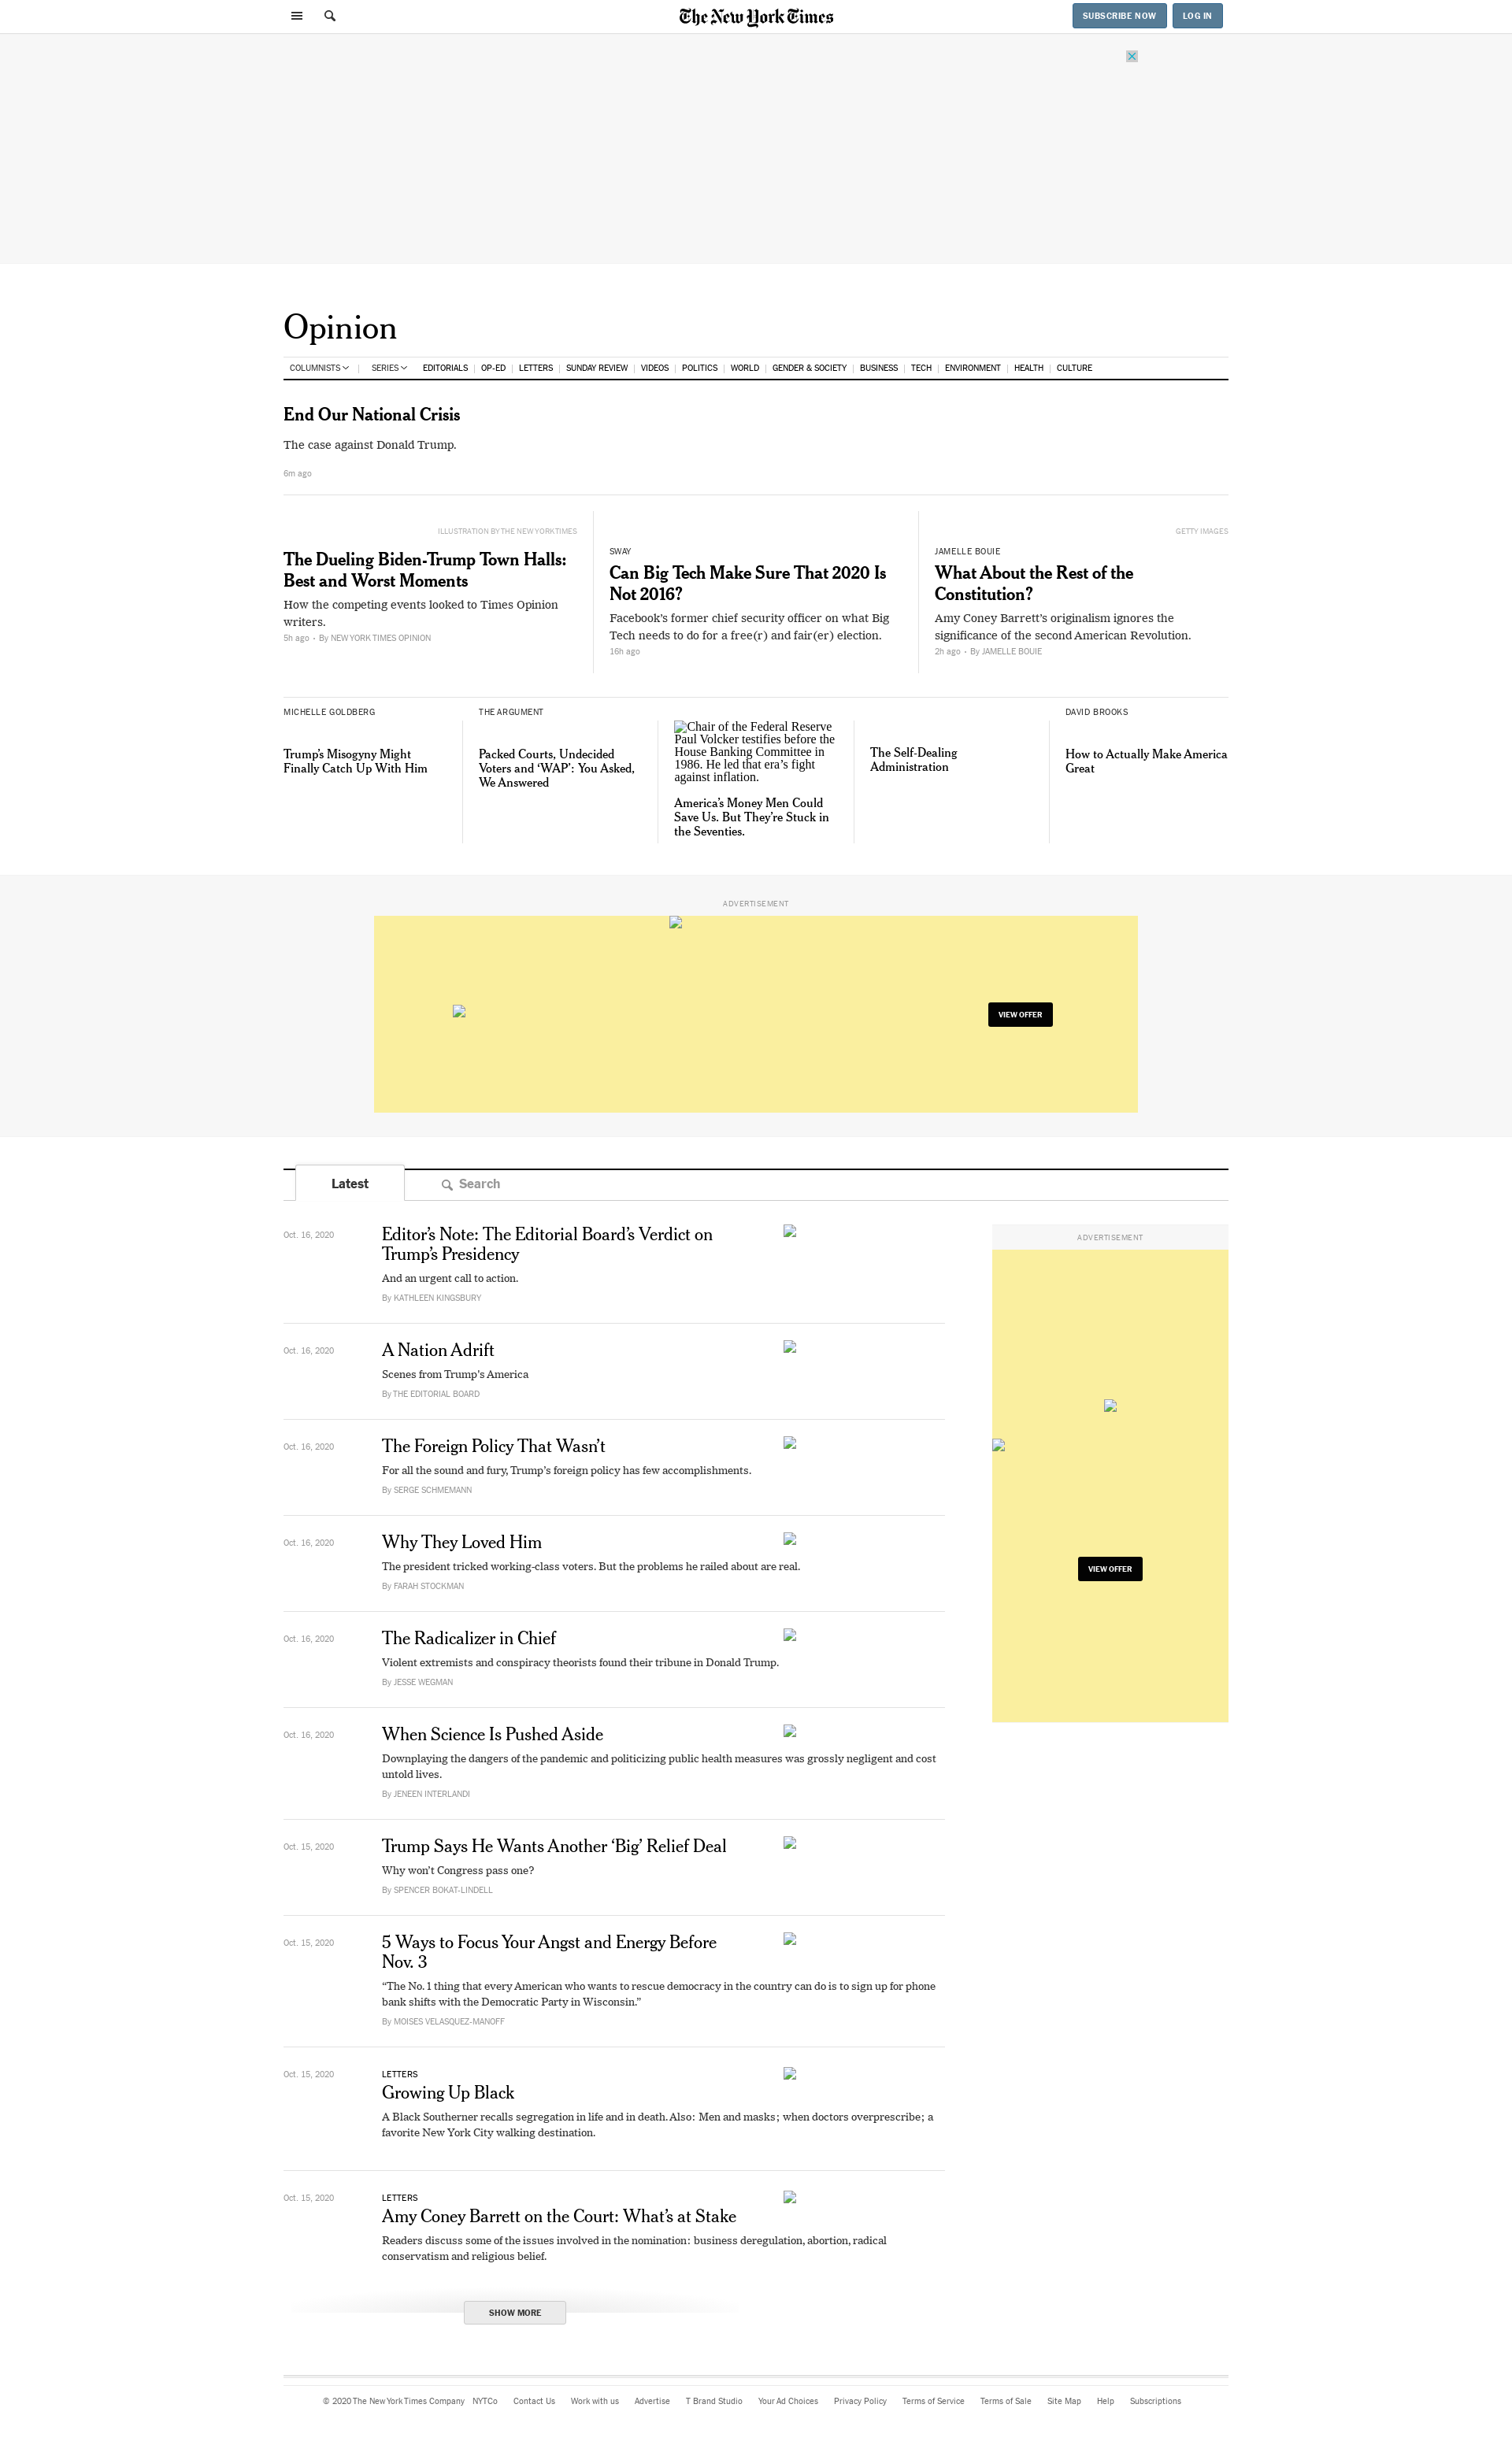 The New York Times
SUBSCRIBE NOW
LOG IN
Opinion
COLUMNISTS
SERIES
EDITORIALS
OP-ED
LETTERS
SUNDAY REVIEW
VIDEOS
POLITICS
WORLD
GENDER & SOCIETY
BUSINESS
TECH
ENVIRONMENT
HEALTH
CULTURE
End Our National Crisis
The case against Donald Trump.
6m ago
ILLUSTRATION BY THE NEW YORK TIMES
The Dueling Biden-Trump Town Halls:
Best and Worst Moments
How the competing events looked to Times Opinion
writers.
5h ago • By NEW YORK TIMES OPINION
SWAY
Can Big Tech Make Sure That 2020 Is
Not 2016?
Facebook's former chief security officer on what Big
Tech needs to do for a free(r) and fair(er) election.
16h ago
GETTY IMAGES
JAMELLE BOUIE
What About the Rest of the
Constitution?
Amy Coney Barrett's originalism ignores the
significance of the second American Revolution.
2h ago • By JAMELLE BOUIE
MICHELLE GOLDBERG
Trump's Misogyny Might
Finally Catch Up With Him
THE ARGUMENT
Packed Courts, Undecided
Voters and 'WAP': You Asked,
We Answered
Chair of the Federal Reserve
Paul Volcker testifies before the
House Banking Committee in
1986. He led that era's fight
against inflation.
America's Money Men Could
Save Us. But They're Stuck in
the Seventies.
The Self-Dealing
Administration
DAVID BROOKS
How to Actually Make America
Great
ADVERTISEMENT
VIEW OFFER
Latest
Search
Oct. 16, 2020
Editor's Note: The Editorial Board's Verdict on
Trump's Presidency
And an urgent call to action.
By KATHLEEN KINGSBURY
ADVERTISEMENT
VIEW OFFER
Oct. 16, 2020
A Nation Adrift
Scenes from Trump's America
By THE EDITORIAL BOARD
Oct. 16, 2020
The Foreign Policy That Wasn't
For all the sound and fury, Trump's foreign policy has few accomplishments.
By SERGE SCHMEMANN
Oct. 16, 2020
Why They Loved Him
The president tricked working-class voters. But the problems he railed about are real.
By FARAH STOCKMAN
Oct. 16, 2020
The Radicalizer in Chief
Violent extremists and conspiracy theorists found their tribune in Donald Trump.
By JESSE WEGMAN
Oct. 16, 2020
When Science Is Pushed Aside
Downplaying the dangers of the pandemic and politicizing public health measures was grossly negligent and cost
untold lives.
By JENEEN INTERLANDI
Oct. 15, 2020
Trump Says He Wants Another 'Big' Relief Deal
Why won't Congress pass one?
By SPENCER BOKAT-LINDELL
Oct. 15, 2020
5 Ways to Focus Your Angst and Energy Before
Nov. 3
“The No. 1 thing that every American who wants to rescue democracy in the country can do is to sign up for phone
bank shifts with the Democratic Party in Wisconsin.”
By MOISES VELASQUEZ-MANOFF
Oct. 15, 2020
LETTERS
Growing Up Black
A Black Southerner recalls segregation in life and in death. Also: Men and masks; when doctors overprescribe; a
favorite New York City walking destination.
Oct. 15, 2020
LETTERS
Amy Coney Barrett on the Court: What's at Stake
Readers discuss some of the issues involved in the nomination: business deregulation, abortion, radical
conservatism and religious belief.
SHOW MORE
© 2020 The New York Times Company
NYTCo
Contact Us
Work with us
Advertise
T Brand Studio
Your Ad Choices
Privacy Policy
Terms of Service
Terms of Sale
Site Map
Help
Subscriptions